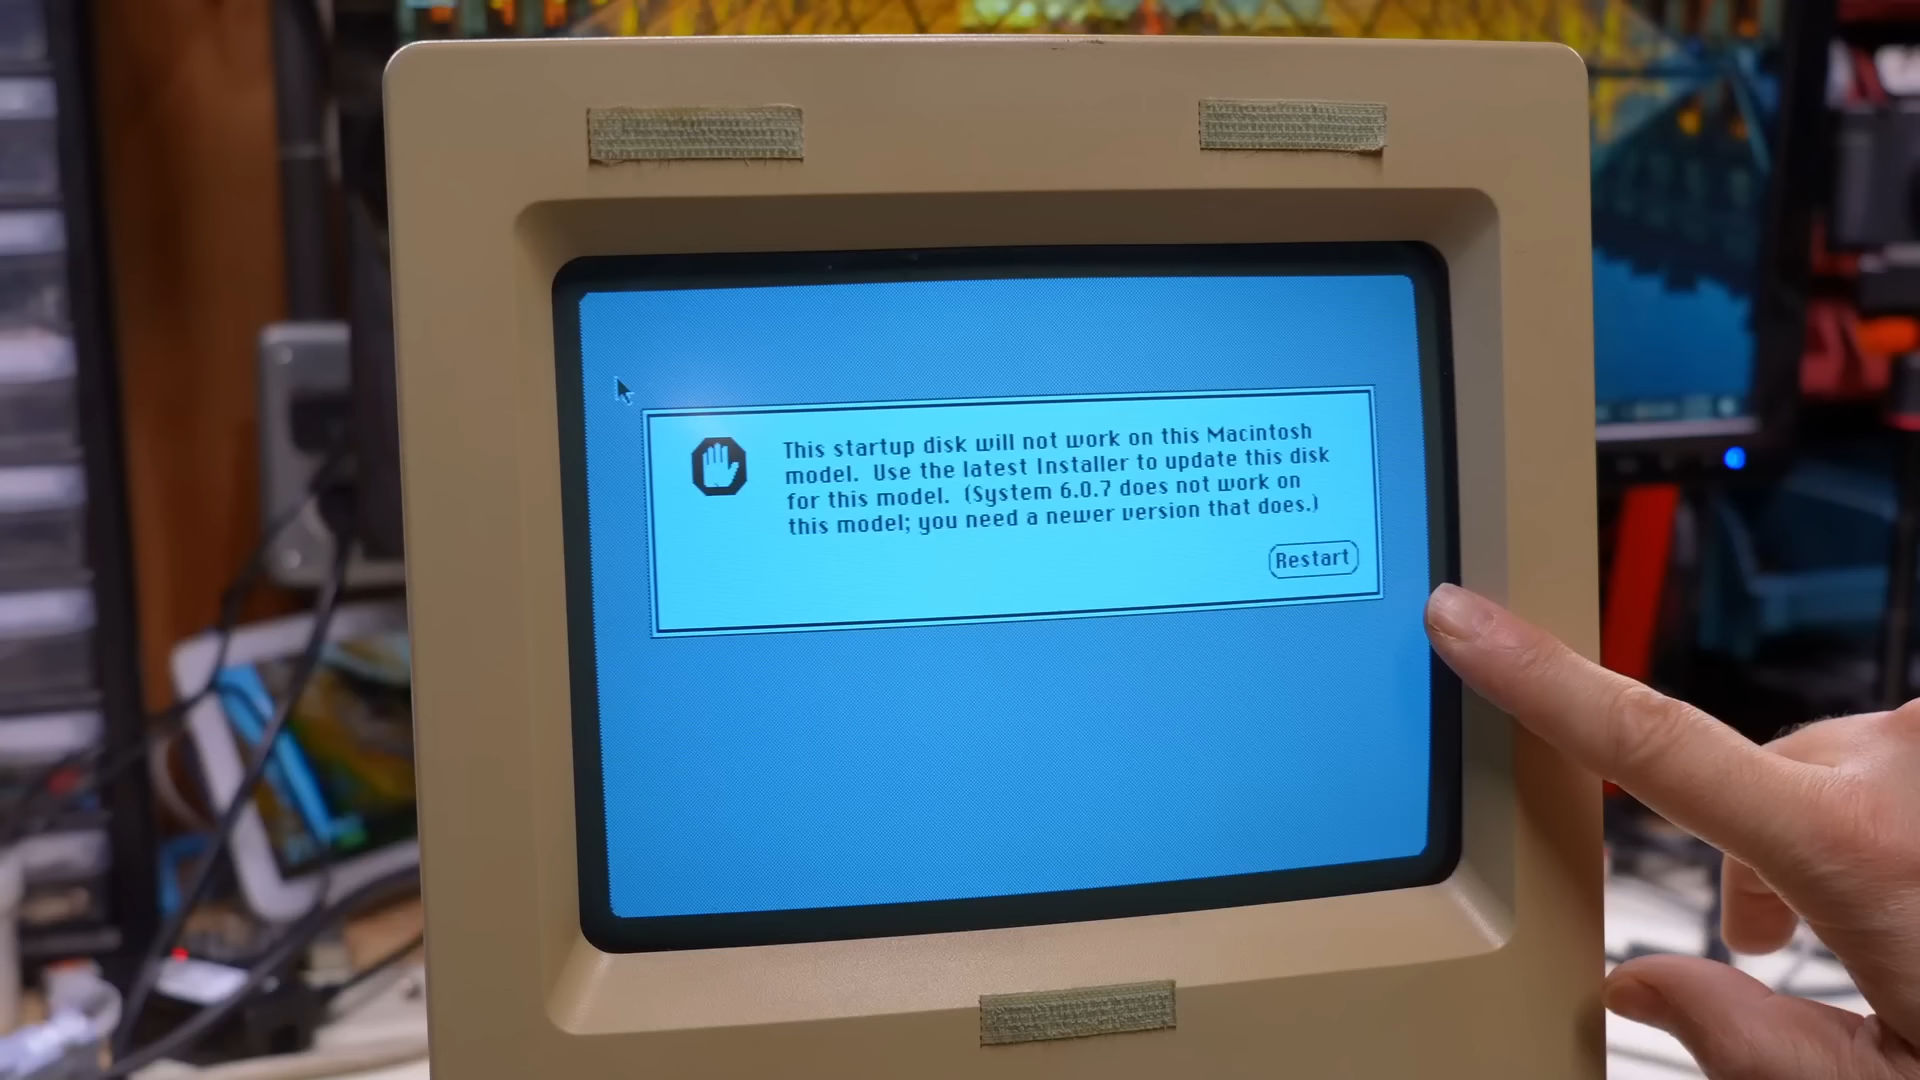 This startup disk will not work on this Macintosh
model. Use the latest Installer to update this disk
for this model. (System 6.0.7 does not work on
this model; you need a newer version that does.)
Restart